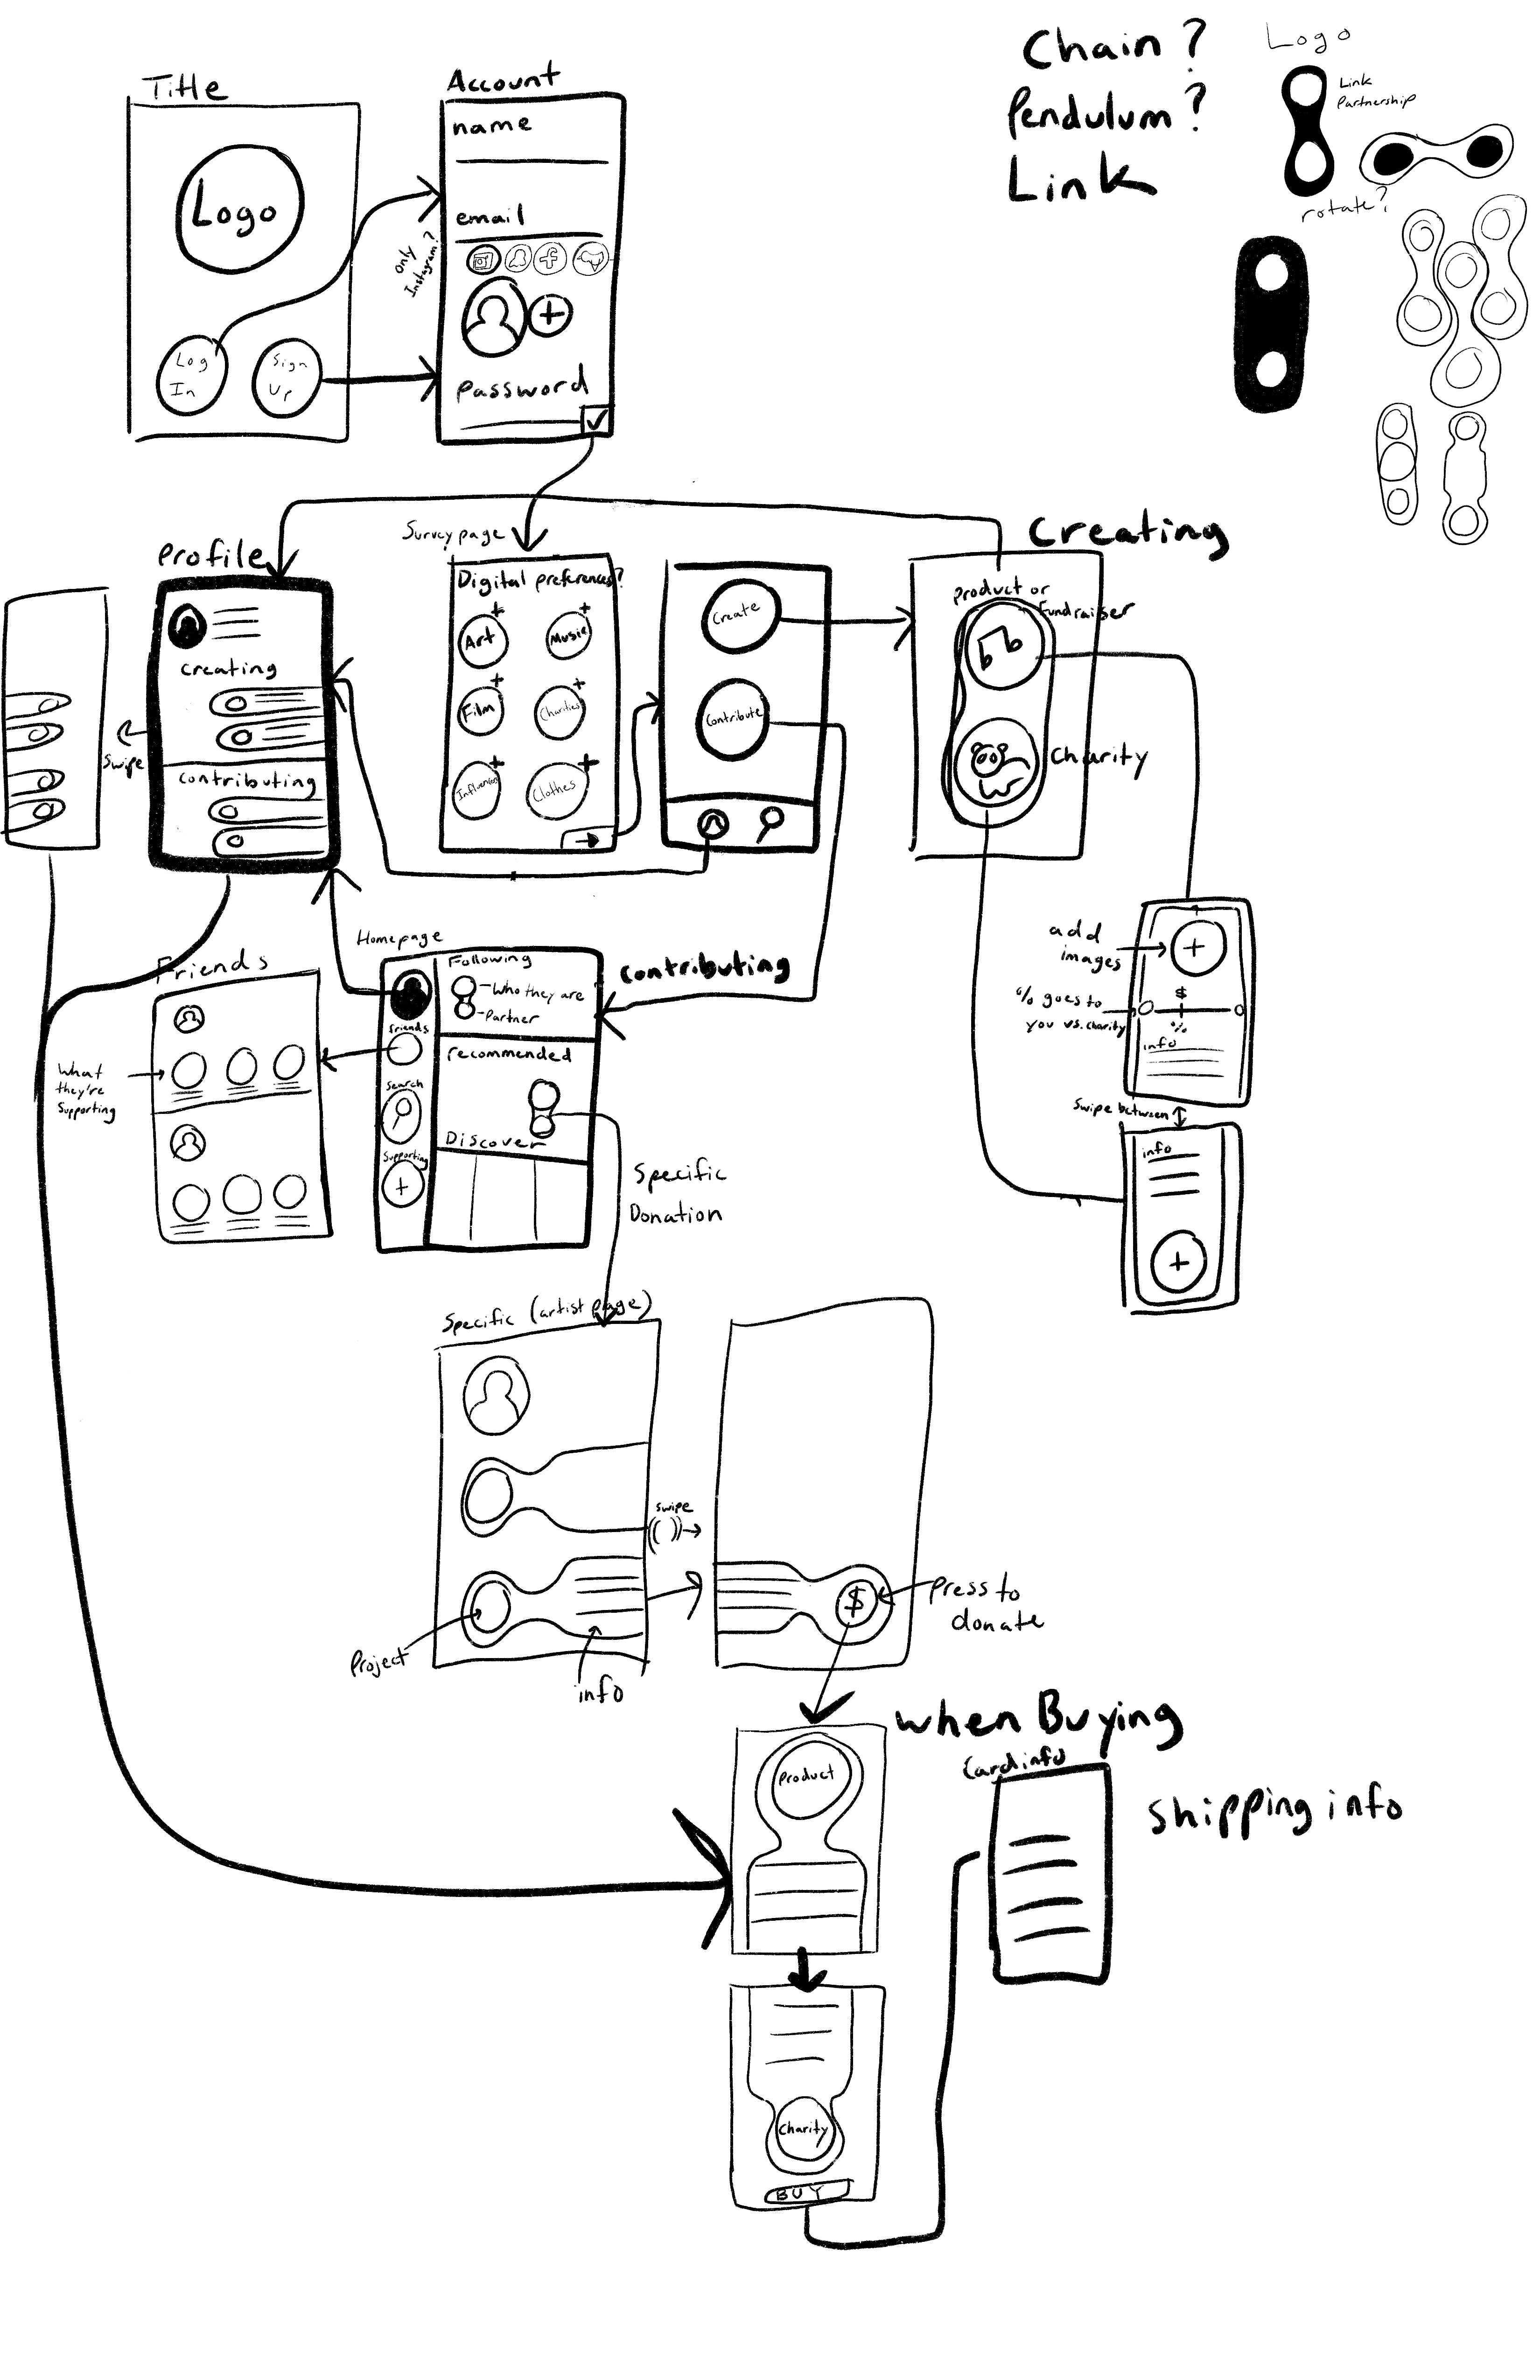 Chain?
Pendulum?
Link
Logo
Link
Partnership
rotate?
Title
Logo
Log
In
Sign
Up
Account
name
email
only
Instagram?
password
Profile
Creating
Contributing
Swipe
Survey page
Digital preferences?
Art
Music
Film
Charities
Influencers
Clothes
Create
Contribute
Creating
product or
fundraiser
Charity
add
images
% goes to
you vs. charity
$
%
info
Swipe between
info
Homepage
Following
Who they are
Partner
friends
recommended
Search
Discover
Supporting
Contributing
Friends
What
they're
Supporting
Specific
Donation
Specific (artist page)
swipe
Project
info
$
Press to
donate
When Buying
Product
Charity
BUY
Card info
Shipping info